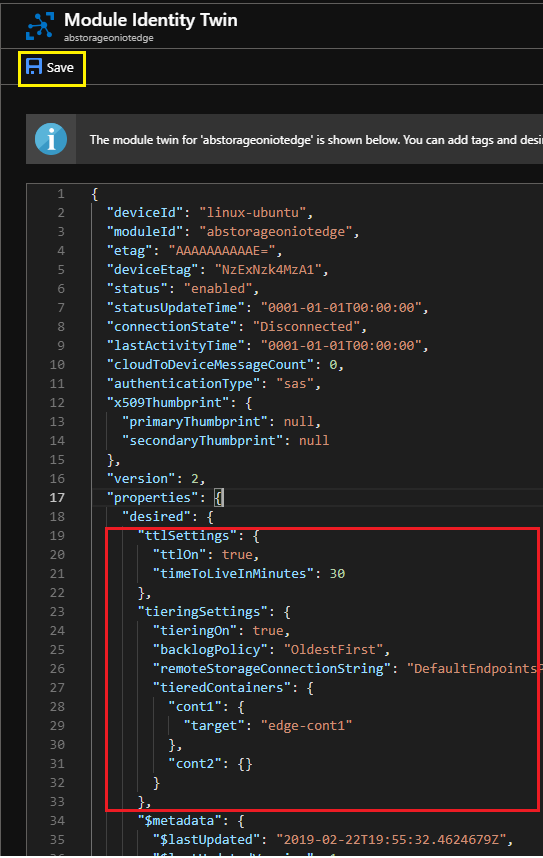 Module Identity Twin
abstorageoniotedge
Save
The module twin for 'abstorageoniotedge' is shown below. You can add tags and desi
1 {
2 "deviceId": "linux-ubuntu",
3 "moduleId": "abstorageoniotedge",
4 "etag": "AAAAAAAAAAE=",
5 "deviceEtag": "NzExNzk4MzA1",
6 "status": "enabled",
7 "statusUpdateTime": "0001-01-01T00:00:00",
8 "connectionState": "Disconnected",
9 "lastActivityTime": "0001-01-01T00:00:00",
10 "cloudToDeviceMessageCount": 0,
11 "authenticationType": "sas",
12 "x509Thumbprint": {
13 "primaryThumbprint": null,
14 "secondaryThumbprint": null
15 },
16 "version": 2,
17 "properties": {
18 "desired": {
19 "ttlSettings": {
20 "ttlOn": true,
21 "timeToLiveInMinutes": 30
22 },
23 "tieringSettings": {
24 "tieringOn": true,
25 "backlogPolicy": "OldestFirst",
26 "remoteStorageConnectionString": "DefaultEndpointsP
27 "tieredContainers": {
28 "cont1": {
29 "target": "edge-cont1"
30 },
31 "cont2": {}
32 }
33 },
34 "$metadata": {
35 "$lastUpdated": "2019-02-22T19:55:32.4624679Z",